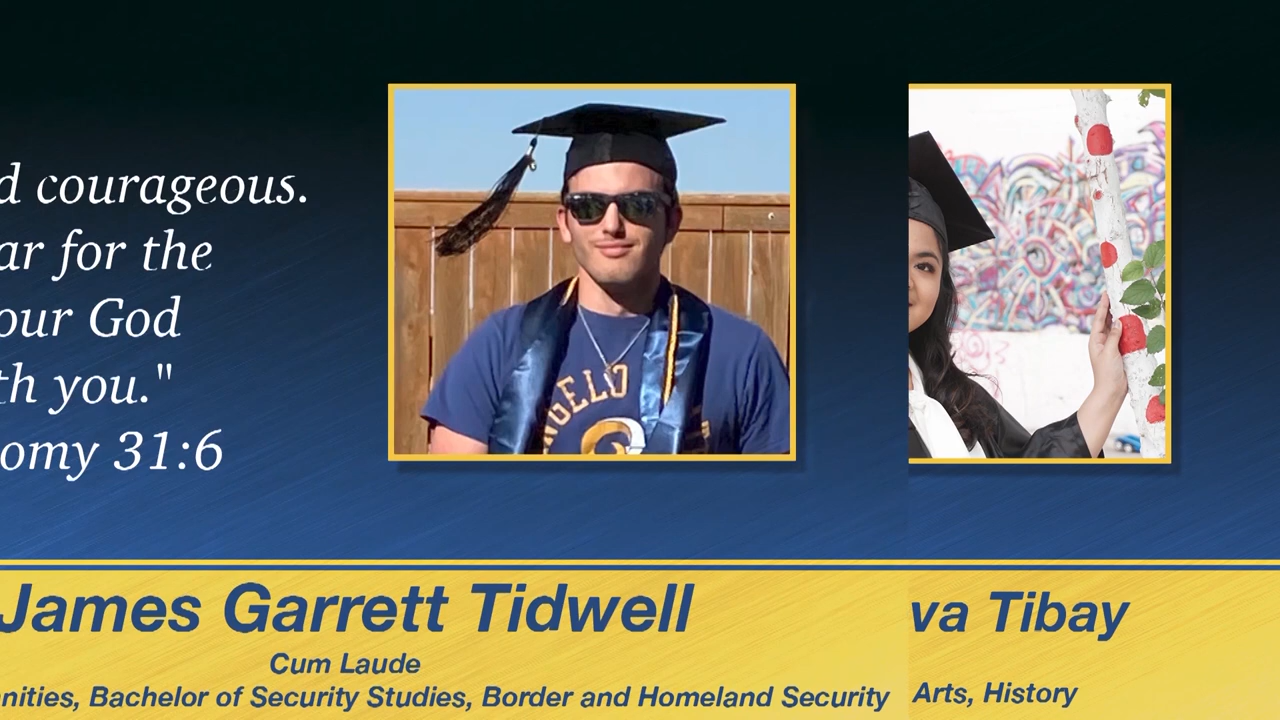 d courageous.
ar for the
our God
th you."
omy 31:6
NGELO
James Garrett Tidwell
Cum Laude
nities, Bachelor of Security Studies, Border and Homeland Security
va Tibay
Arts, History